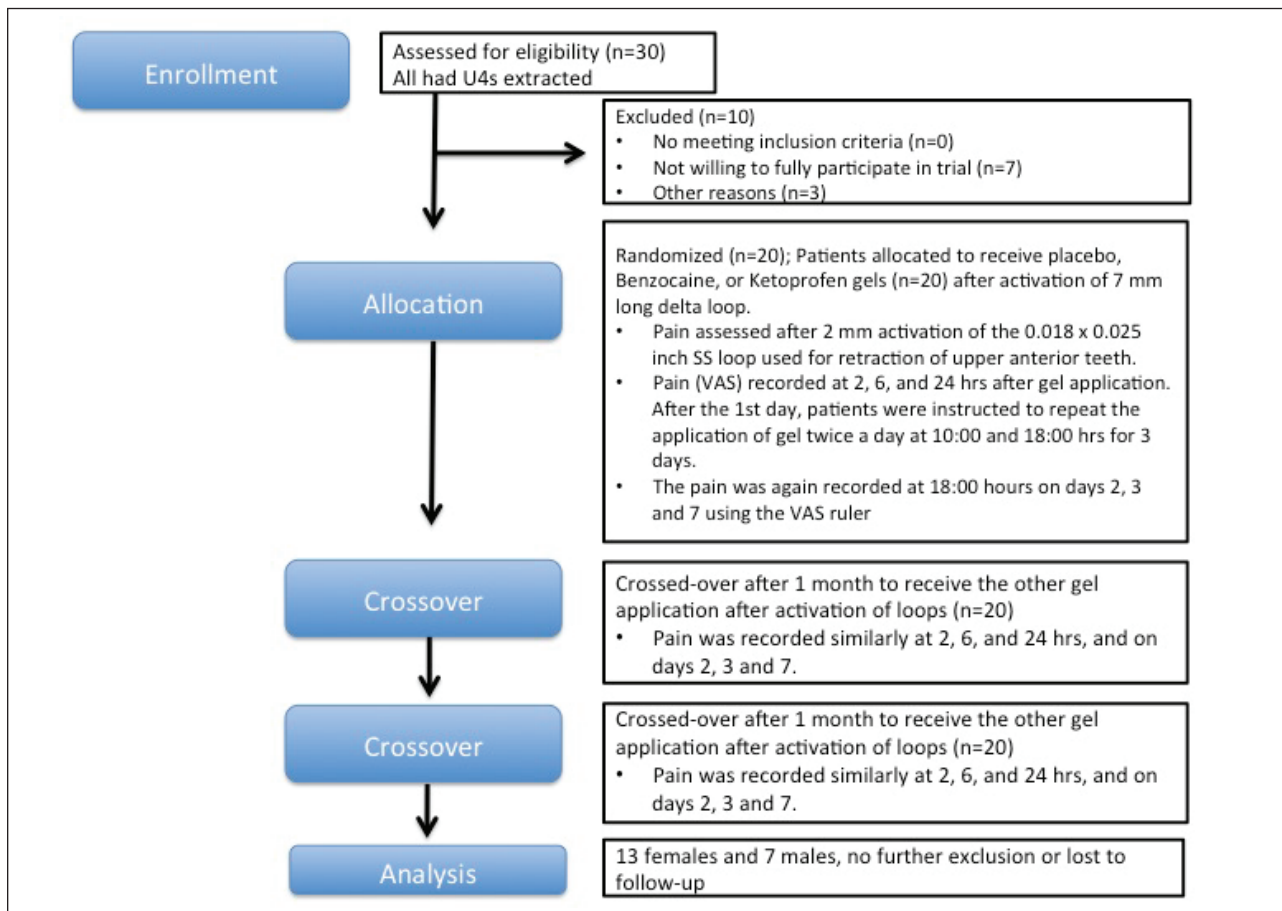 Enrollment
Assessed for eligibility (n=30)
All had U4s extracted
Excluded (n=10)
• No meeting inclusion criteria (n=0)
• Not willing to fully participate in trial (n=7)
• Other reasons (n=3)
Allocation
Randomized (n=20); Patients allocated to receive placebo,
Benzocaine, or Ketoprofen gels (n=20) after activation of 7 mm
long delta loop.
• Pain assessed after 2 mm activation of the 0.018 x 0.025
inch SS loop used for retraction of upper anterior teeth.
• Pain (VAS) recorded at 2, 6, and 24 hrs after gel application.
After the 1st day, patients were instructed to repeat the
application of gel twice a day at 10:00 and 18:00 hrs for 3
days.
• The pain was again recorded at 18:00 hours on days 2, 3
and 7 using the VAS ruler
Crossover
Crossed-over after 1 month to receive the other gel
application after activation of loops (n=20)
• Pain was recorded similarly at 2, 6, and 24 hrs, and on
days 2, 3 and 7.
Crossover
Crossed-over after 1 month to receive the other gel
application after activation of loops (n=20)
• Pain was recorded similarly at 2, 6, and 24 hrs, and on
days 2, 3 and 7.
Analysis
13 females and 7 males, no further exclusion or lost to
follow-up